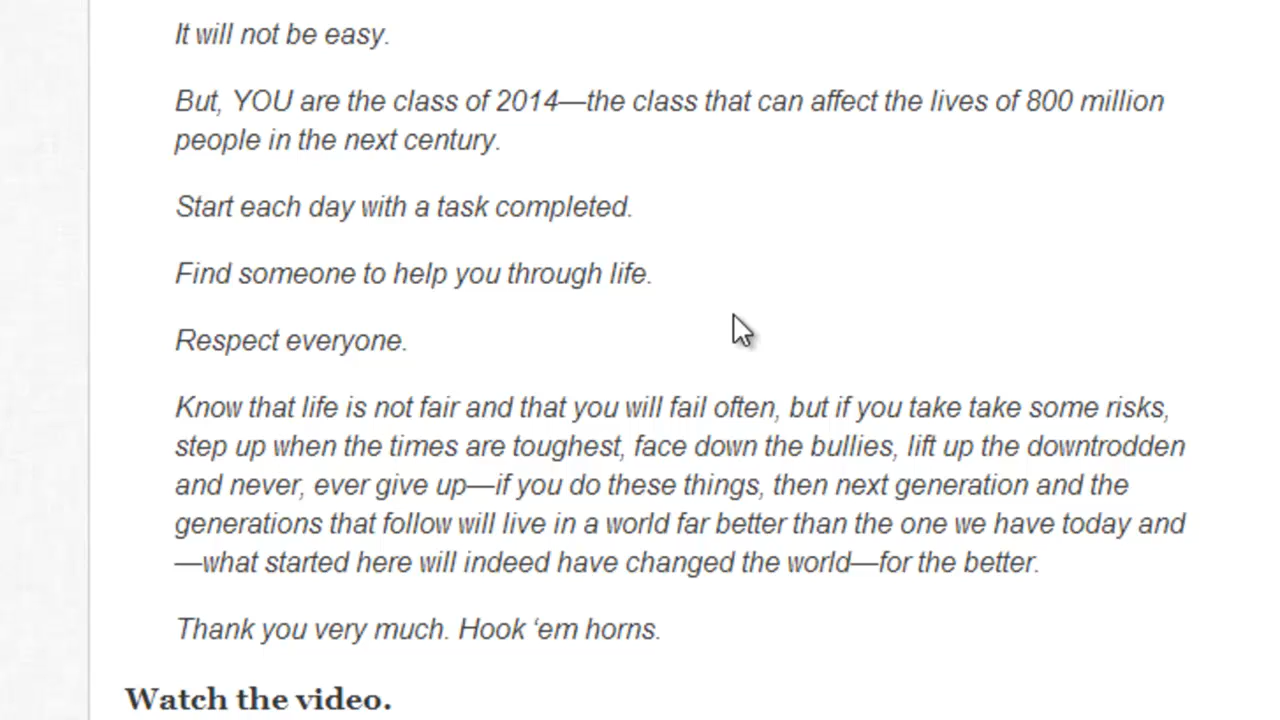 It will not be easy.
But, YOU are the class of 2014—the class that can affect the lives of 800 million
people in the next century.
Start each day with a task completed.
Find someone to help you through life.
Respect everyone.
Know that life is not fair and that you will fail often, but if you take take some risks,
step up when the times are toughest, face down the bullies, lift up the downtrodden
and never, ever give up—if you do these things, then next generation and the
generations that follow will live in a world far better than the one we have today and
—what started here will indeed have changed the world—for the better.
Thank you very much. Hook ‘em horns.
Watch the video.